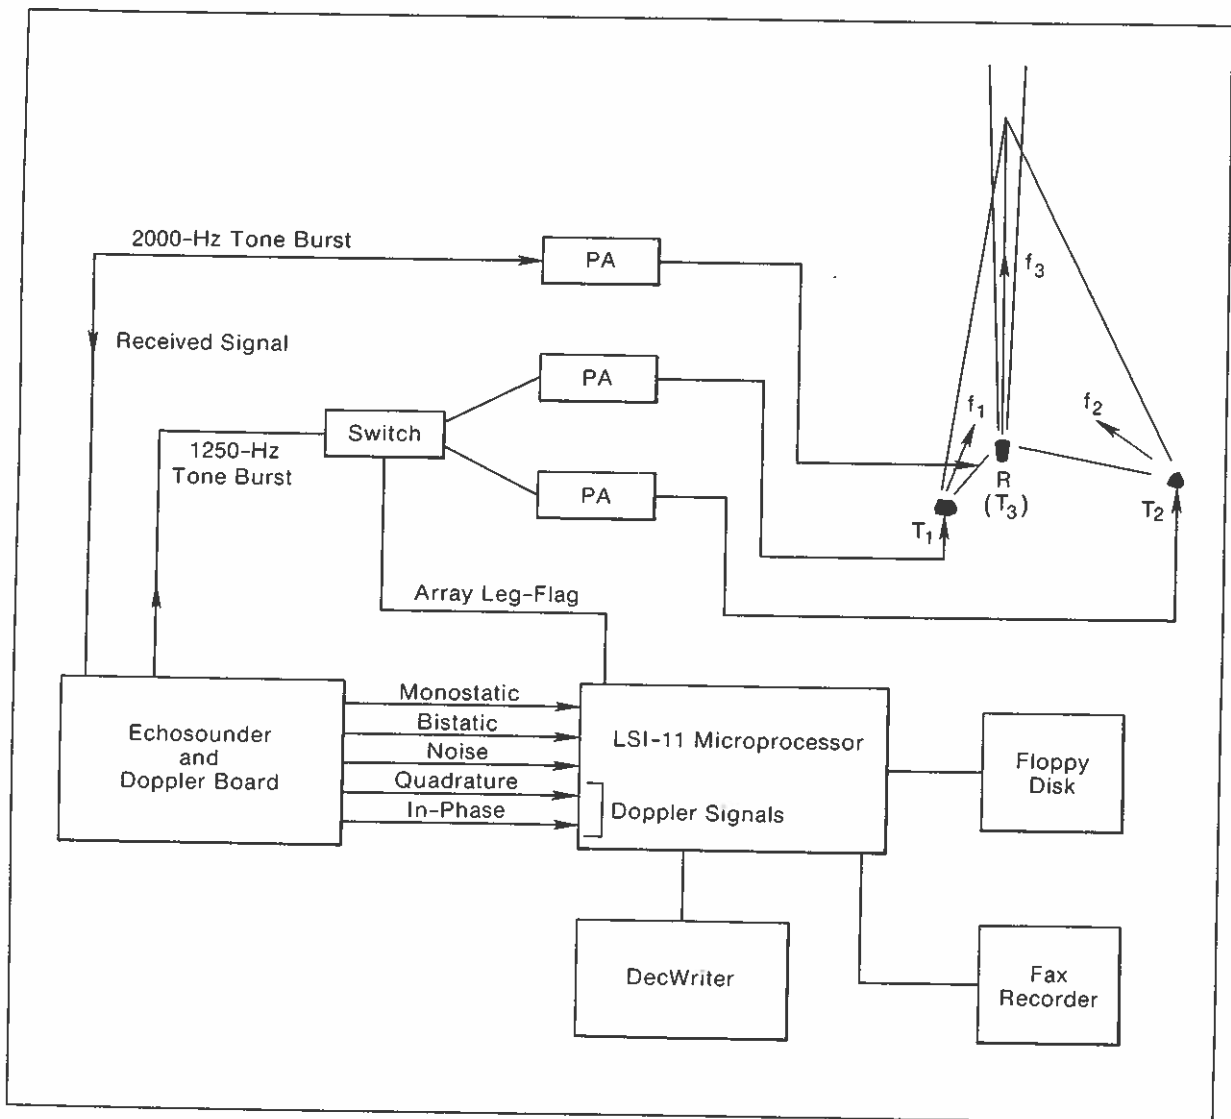 2000-Hz Tone Burst
PA
f3
Received Signal
PA
f1
f2
Switch
1250-Hz
Tone Burst
PA
R
(T3)
T1
T2
Array Leg-Flag
Monostatic
Bistatic
Noise
Quadrature
In-Phase
Echosounder
and
Doppler Board
LSI-11 Microprocessor
Doppler Signals
Floppy
Disk
DecWriter
Fax
Recorder